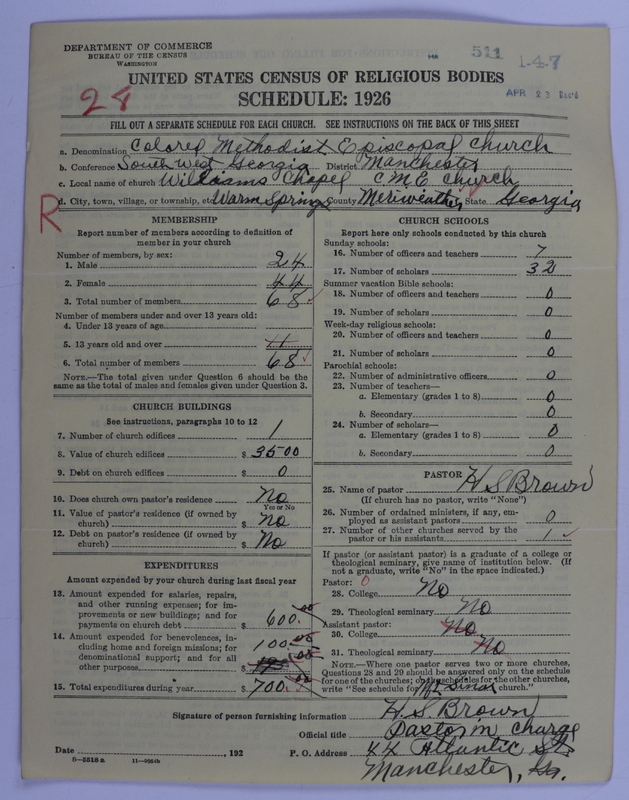 DEPARTMENT OF COMMERCE
BUREAU OF THE CENSUS
WASHINGTON
511
1-4-7
APR 23
24
UNITED STATES CENSUS OF RELIGIOUS BODIES
SCHEDULE: 1926
FILL OUT A SEPARATE SCHEDULE FOR EACH CHURCH. SEE INSTRUCTIONS ON THE BACK OF THIS SHEET
a. Denomination Colored Methodist Episcopal church
b. Conference South West Georgia District Manchester
c. Local name of church Williams Chapel C.M.E. Church
R
d. City, town, village, or township, etc Warm Springs County Meriweather State Georgia
MEMBERSHIP
Report number of members according to definition of
member in your church
Number of members, by sex:
1. Male 24
2. Female 44
3. Total number of members 68
Number of members under and over 13 years old:
4. Under 13 years of age
5. 13 years old and over 11
6. Total number of members 68
NOTE.—The total given under Question 6 should be the
same as the total of males and females given under Question 3.
CHURCH BUILDINGS
See instructions, paragraphs 10 to 12
7. Number of church edifices 1
8. Value of church edifices $ 3500
9. Debt on church edifices $ 0
10. Does church own pastor's residence No
Yes or No
11. Value of pastor's residence (if owned by
church) $ No
12. Debt on pastor's residence (if owned by
church) $ No
EXPENDITURES
Amount expended by your church during last fiscal year
13. Amount expended for salaries, repairs,
and other running expenses; for im-
provements or new buildings; and for
payments on church debt $ 600.00
14. Amount expended for benevolences, in-
cluding home and foreign missions; for
denominational support; and for all
other purposes $ 100.00
15. Total expenditures during year $ 700.00
CHURCH SCHOOLS
Report here only schools conducted by this church
Sunday schools:
16. Number of officers and teachers 7
17. Number of scholars 32
Summer vacation Bible schools:
18. Number of officers and teachers 0
19. Number of scholars 0
Week-day religious schools:
20. Number of officers and teachers 0
21. Number of scholars 0
Parochial schools:
22. Number of administrative officers 0
23. Number of teachers—
a. Elementary (grades 1 to 8) 0
b. Secondary 0
24. Number of scholars—
a. Elementary (grades 1 to 8) 0
b. Secondary 0
PASTOR
25. Name of pastor H S Brown
(If church has no pastor, write "None")
26. Number of ordained ministers, if any, em-
ployed as assistant pastors 0
27. Number of other churches served by the
pastor or his assistants 1
If pastor (or assistant pastor) is a graduate of a college or
theological seminary, give name of institution below. (If
not a graduate, write "No" in the space indicated.)
Pastor: 0
28. College No
29. Theological seminary No
Assistant pastor:
30. College No
31. Theological seminary No
NOTE.—Where one pastor serves two or more churches,
Questions 28 and 29 should be answered only on the schedule
for one of the churches; on schedules for the other churches,
write "See schedule for Mt Sinai church."
Signature of person furnishing information H. S. Brown
Official title Pastor in charge
Date , 192 P. O. Address 44 Atlantic St
8—5518 a 11—9054b
Manchester, Ga.